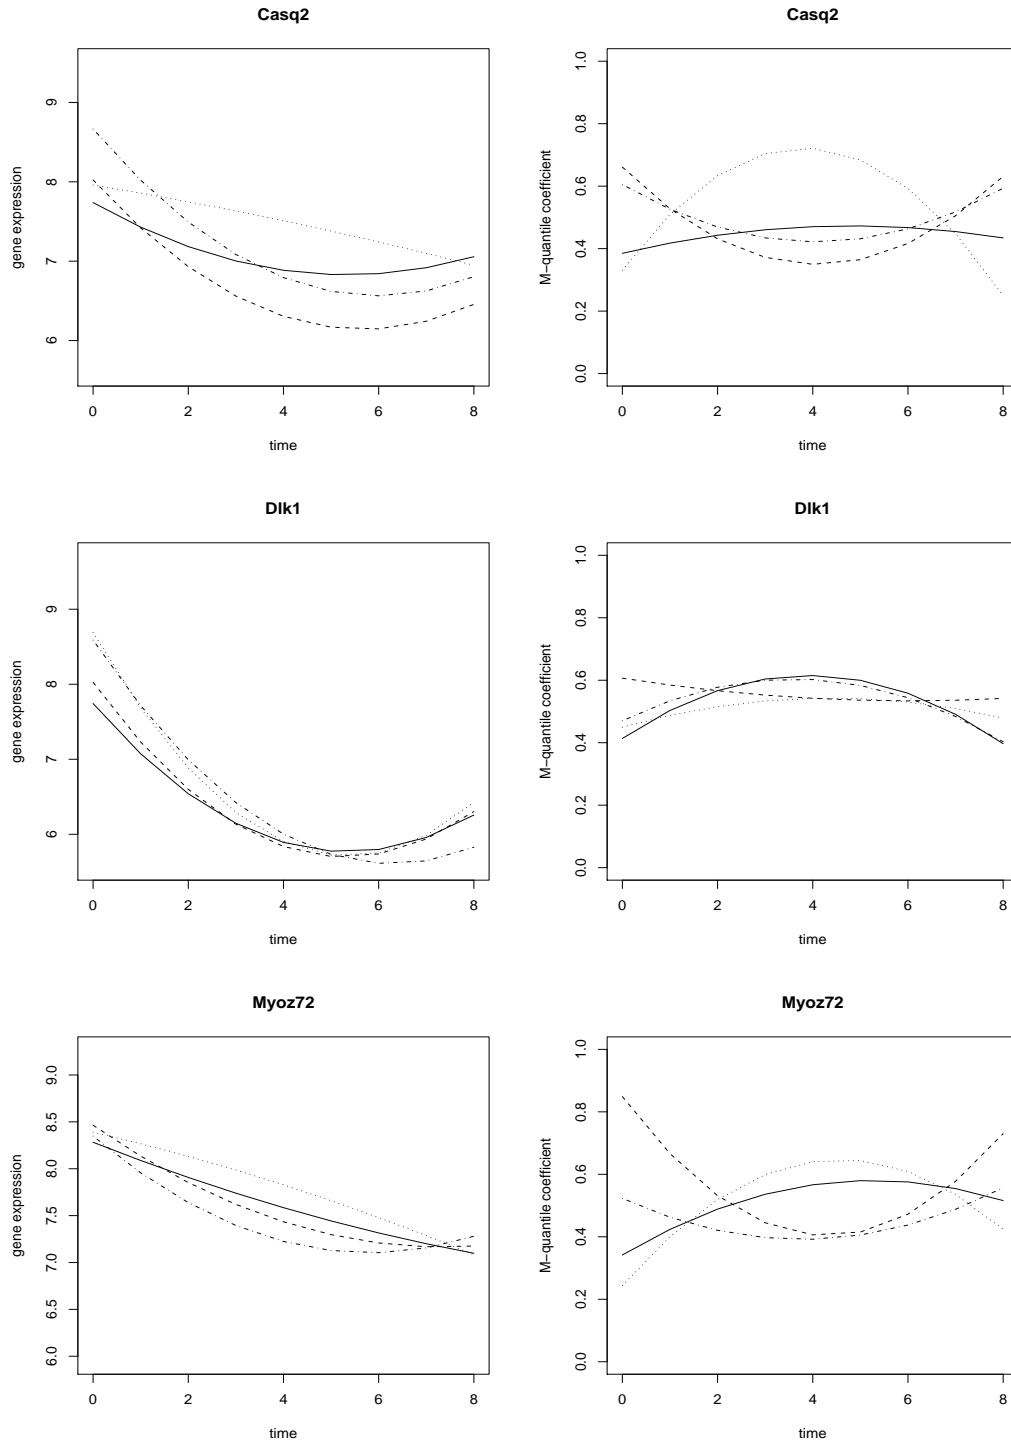 Casq2
gene expression
9
8
7
6
0 2 4 6 8
time
Casq2
M−quantile coefficient
1.0
0.8
0.6
0.4
0.2
0.0
0 2 4 6 8
time
Dlk1
gene expression
9
8
7
6
0 2 4 6 8
time
Dlk1
M−quantile coefficient
1.0
0.8
0.6
0.4
0.2
0.0
0 2 4 6 8
time
Myoz72
gene expression
9.0
8.5
8.0
7.5
7.0
6.5
6.0
0 2 4 6 8
time
Myoz72
M−quantile coefficient
1.0
0.8
0.6
0.4
0.2
0.0
0 2 4 6 8
time